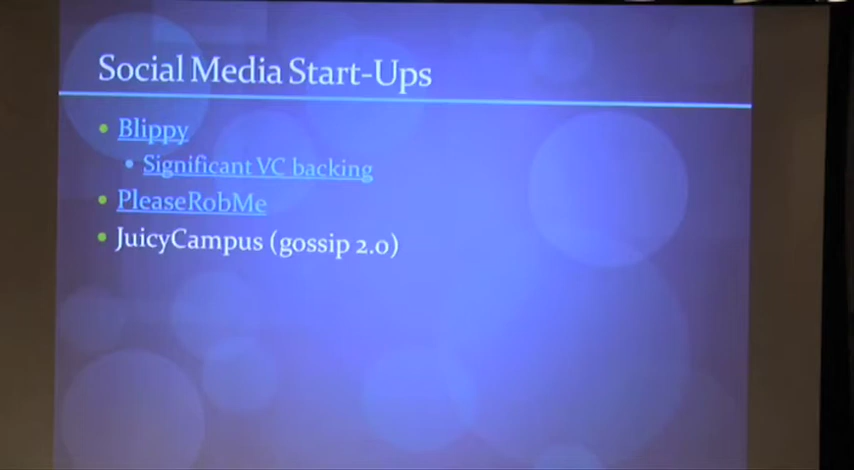 Social Media Start-Ups
Blippy
Significant VC backing
PleaseRobMe
JuicyCampus (gossip 2.0)